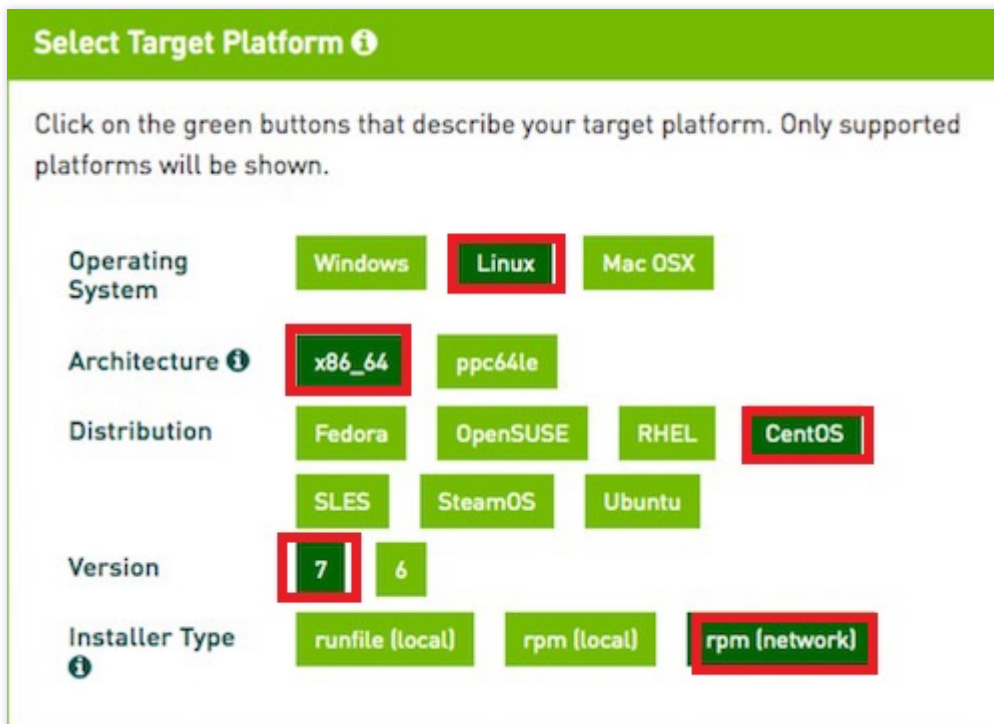 Select Target Platform
Click on the green buttons that describe your target platform. Only supported
platforms will be shown.
Operating
System
Windows Linux Mac OSX
Architecture x86_64 ppc64le
Distribution Fedora OpenSUSE RHEL CentOS
SLES SteamOS Ubuntu
Version 7 6
Installer Type runfile (local) rpm (local) rpm (network)